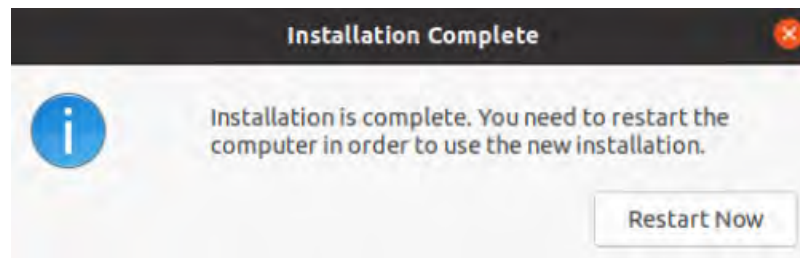 Installation Complete
Installation is complete. You need to restart the
computer in order to use the new installation.
Restart Now